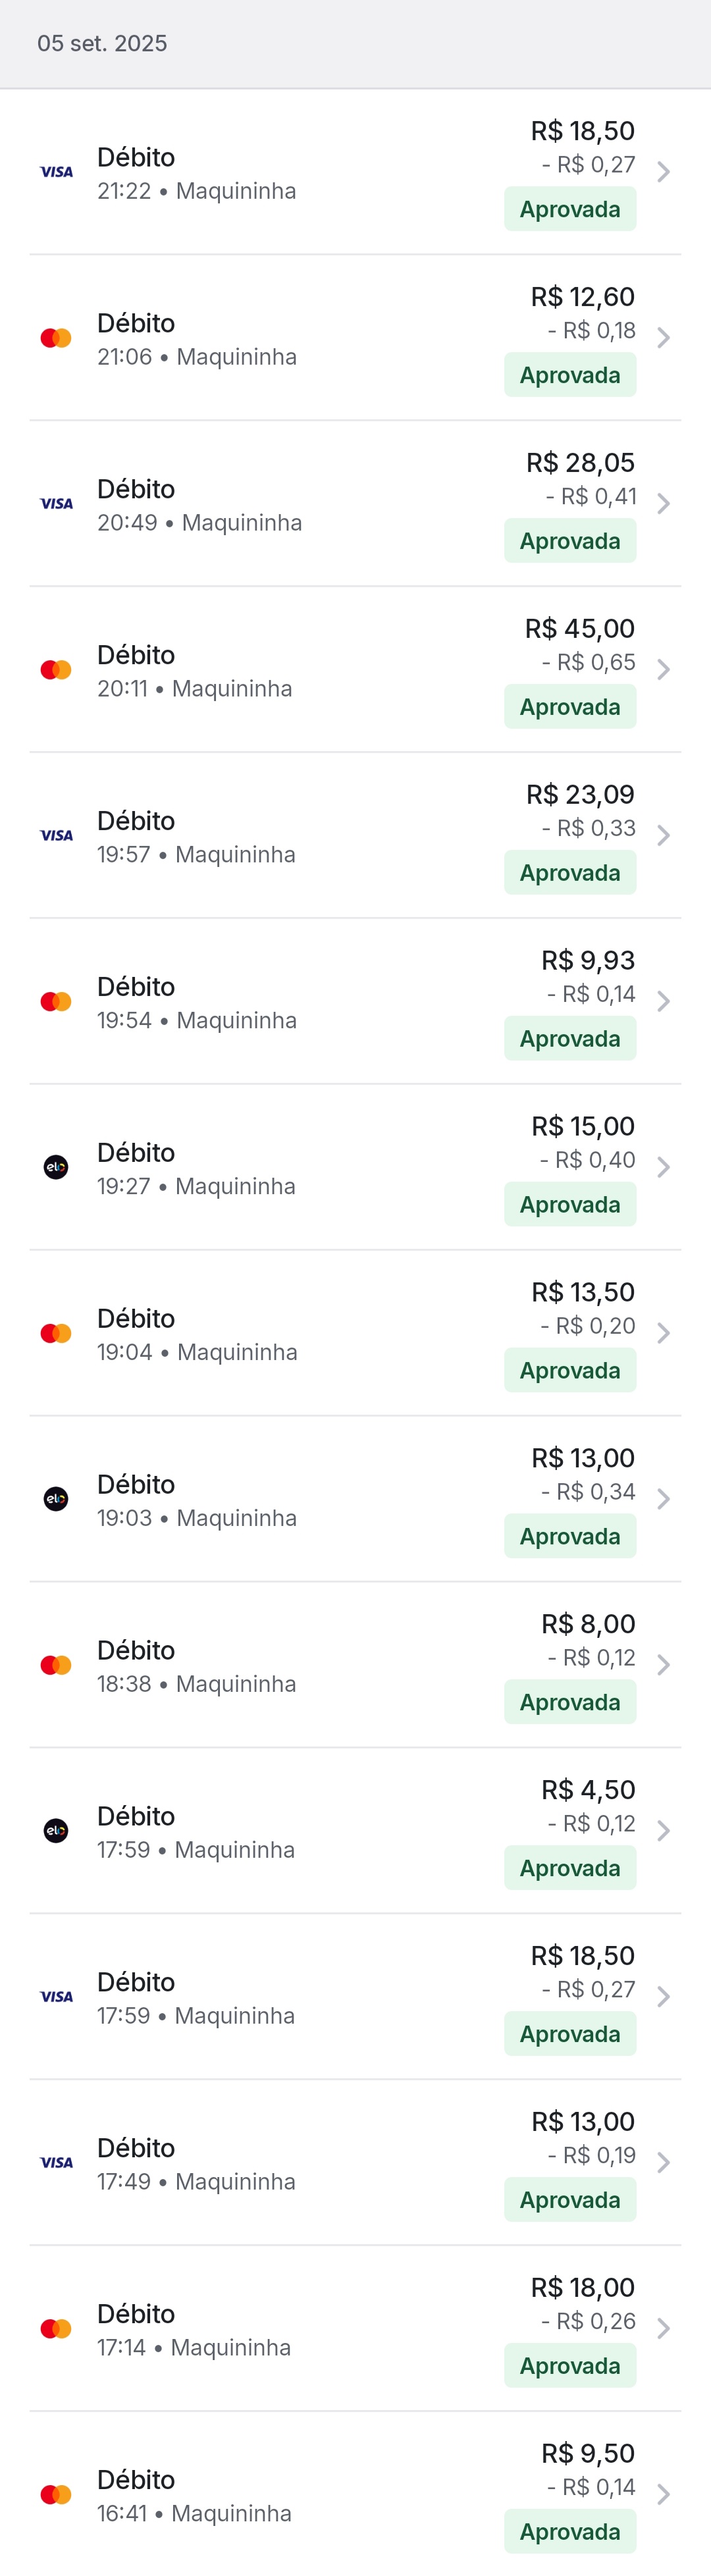 05 set. 2025
R$ 18,50
VISA Débito - R$ 0,27
21:22 • Maquininha Aprovada
R$ 12,60
Débito - R$ 0,18
21:06 • Maquininha Aprovada
R$ 28,05
VISA Débito - R$ 0,41
20:49 • Maquininha Aprovada
R$ 45,00
Débito - R$ 0,65
20:11 • Maquininha Aprovada
R$ 23,09
VISA Débito - R$ 0,33
19:57 • Maquininha Aprovada
R$ 9,93
Débito - R$ 0,14
19:54 • Maquininha Aprovada
R$ 15,00
elo Débito - R$ 0,40
19:27 • Maquininha Aprovada
R$ 13,50
Débito - R$ 0,20
19:04 • Maquininha Aprovada
R$ 13,00
elo Débito - R$ 0,34
19:03 • Maquininha Aprovada
R$ 8,00
Débito - R$ 0,12
18:38 • Maquininha Aprovada
R$ 4,50
elo Débito - R$ 0,12
17:59 • Maquininha Aprovada
R$ 18,50
VISA Débito - R$ 0,27
17:59 • Maquininha Aprovada
R$ 13,00
VISA Débito - R$ 0,19
17:49 • Maquininha Aprovada
R$ 18,00
Débito - R$ 0,26
17:14 • Maquininha Aprovada
R$ 9,50
Débito - R$ 0,14
16:41 • Maquininha Aprovada